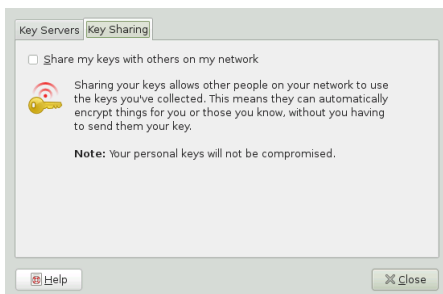 Key Servers Key Sharing
Share my keys with others on my network
Sharing your keys allows other people on your network to use
the keys you've collected. This means they can automatically
encrypt things for you or those you know, without you having
to send them your key.
Note: Your personal keys will not be compromised.
Help Close